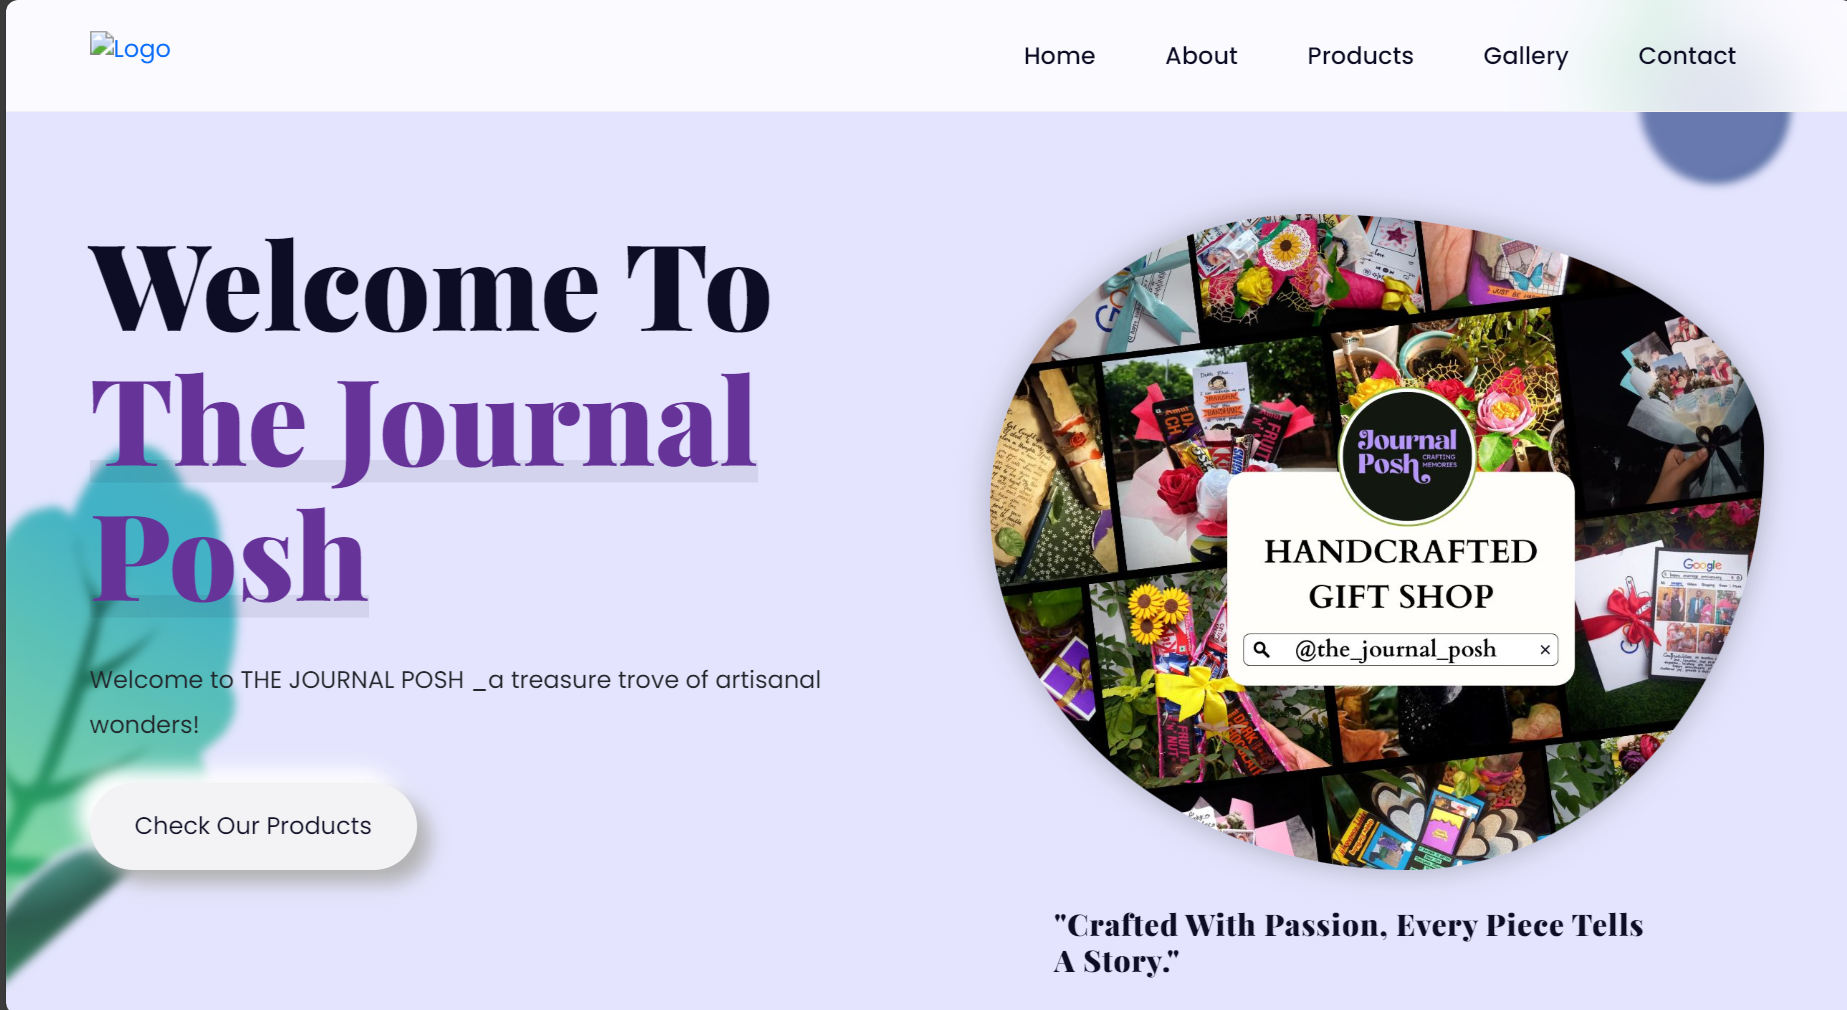 Logo
Home About Products Gallery Contact
Welcome To
The Journal
Posh
Welcome to THE JOURNAL POSH _a treasure trove of artisanal
wonders!
Check Our Products
Journal
Posh
CRAFTING
MEMORIES
HANDCRAFTED
GIFT SHOP
@the_journal_posh ×
Google
"Crafted With Passion, Every Piece Tells
A Story."